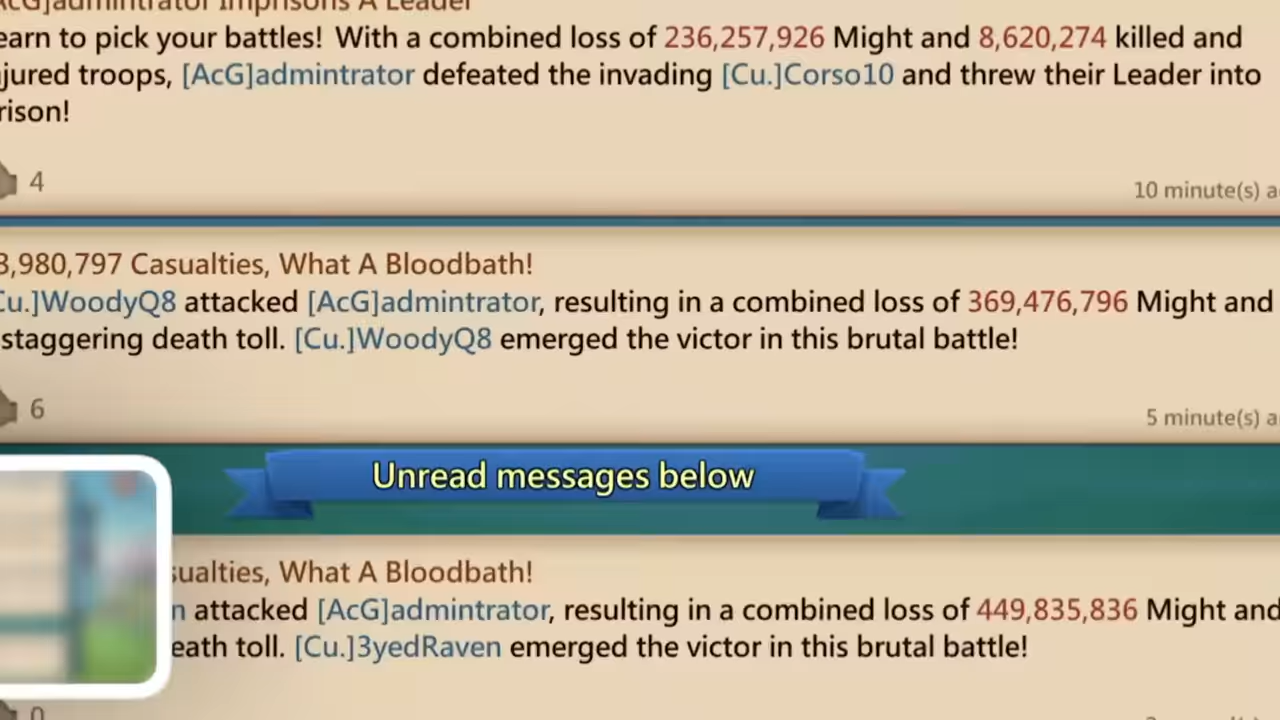 AcG]admintrator Imprisons A Leader
earn to pick your battles! With a combined loss of 236,257,926 Might and 8,620,274 killed and
jured troops, [AcG]admintrator defeated the invading [Cu.]Corso10 and threw their Leader into
rison!
4
10 minute(s) a
3,980,797 Casualties, What A Bloodbath!
Cu.]WoodyQ8 attacked [AcG]admintrator, resulting in a combined loss of 369,476,796 Might and
staggering death toll. [Cu.]WoodyQ8 emerged the victor in this brutal battle!
6
5 minute(s) a
Unread messages below
sualties, What A Bloodbath!
n attacked [AcG]admintrator, resulting in a combined loss of 449,835,836 Might and
eath toll. [Cu.]3yedRaven emerged the victor in this brutal battle!
0